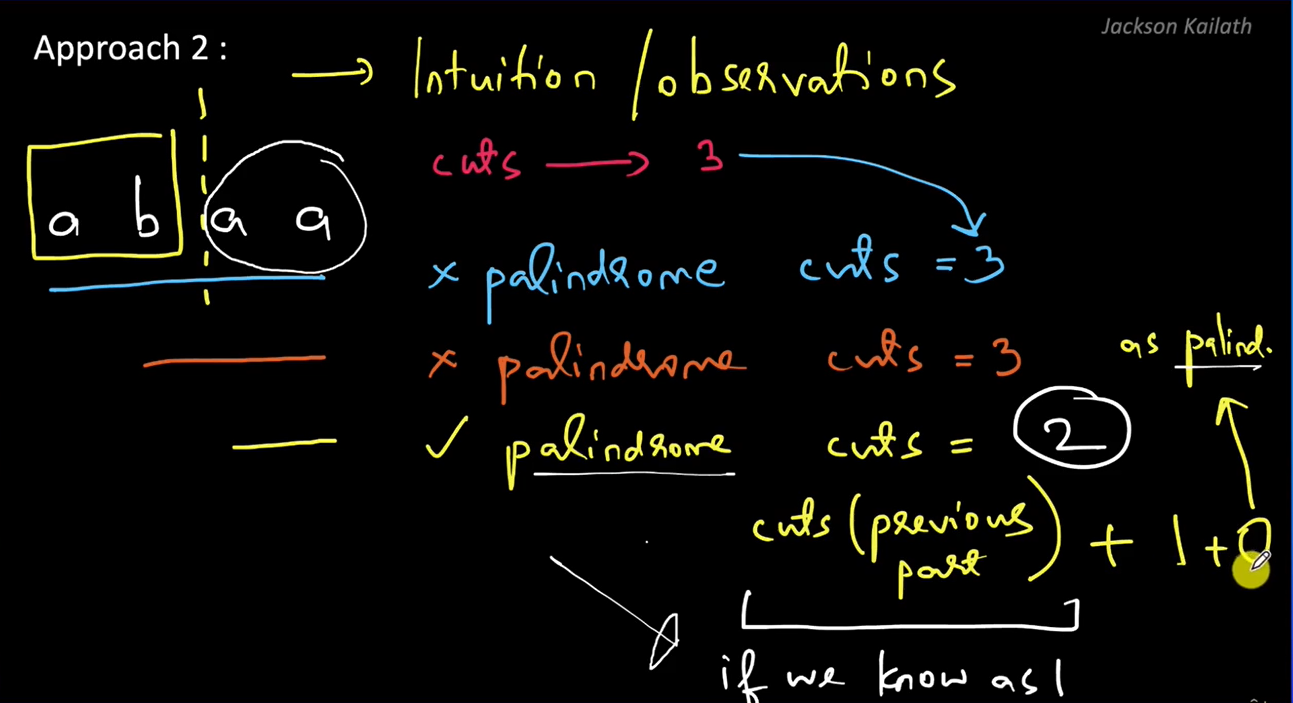 Jackson Kailath
Approach 2 :
→ Intuition / observations
cuts → 3
a b a a
× palindrome cuts = 3
× palindrome cuts = 3
as palind.
✓ palindrome cuts = 2
cuts (previous part) + 1 + 0
if we know as 1